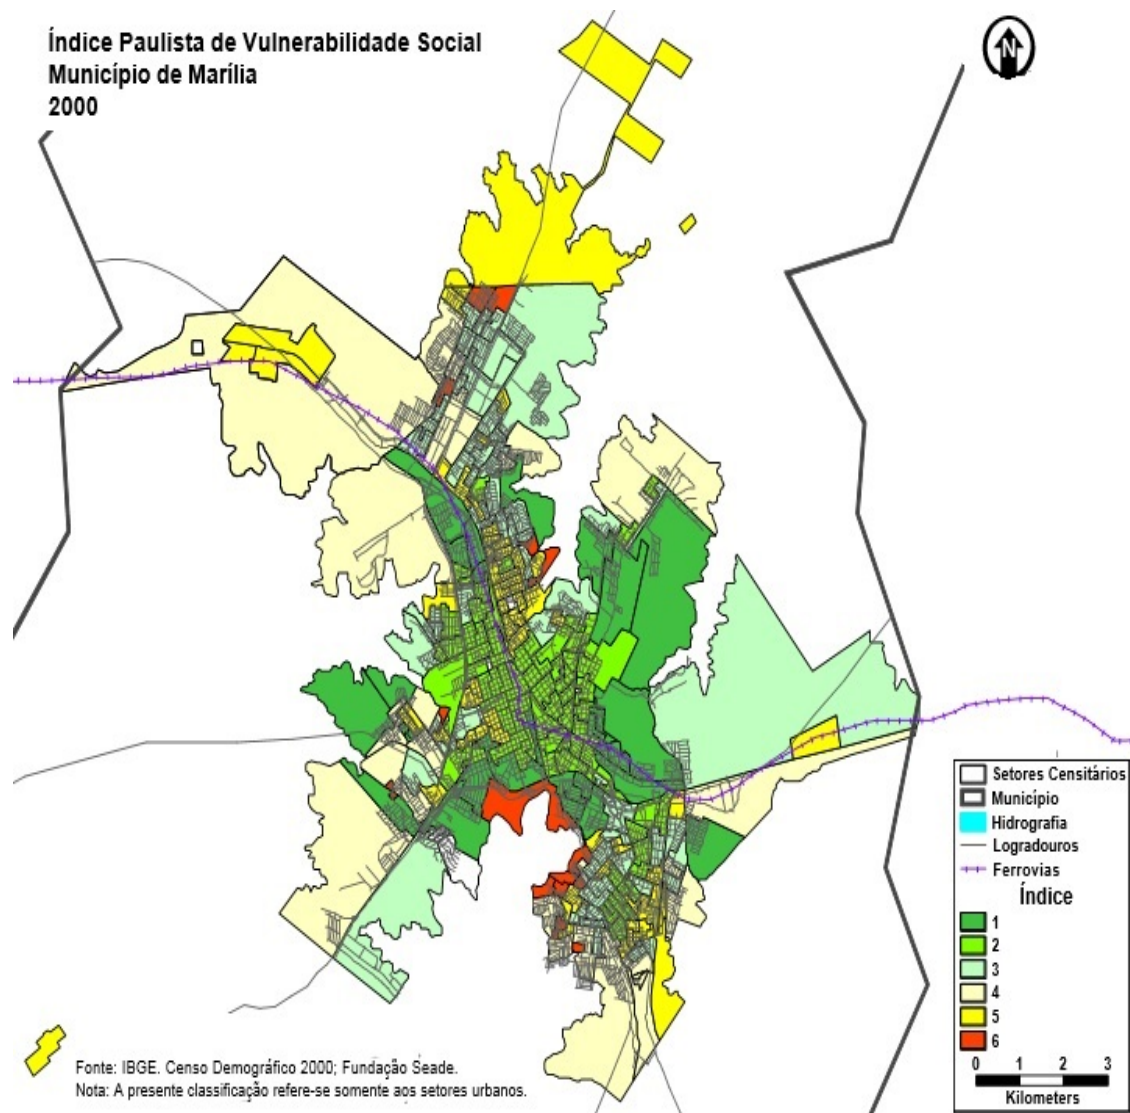 Índice Paulista de Vulnerabilidade Social
Município de Marília
2000
N
Setores Censitários
Município
Hidrografia
Logradouros
Ferrovias
Índice
1
2
3
4
5
6
0 1 2 3
Kilometers
Fonte: IBGE. Censo Demográfico 2000; Fundação Seade.
Nota: A presente classificação refere-se somente aos setores urbanos.